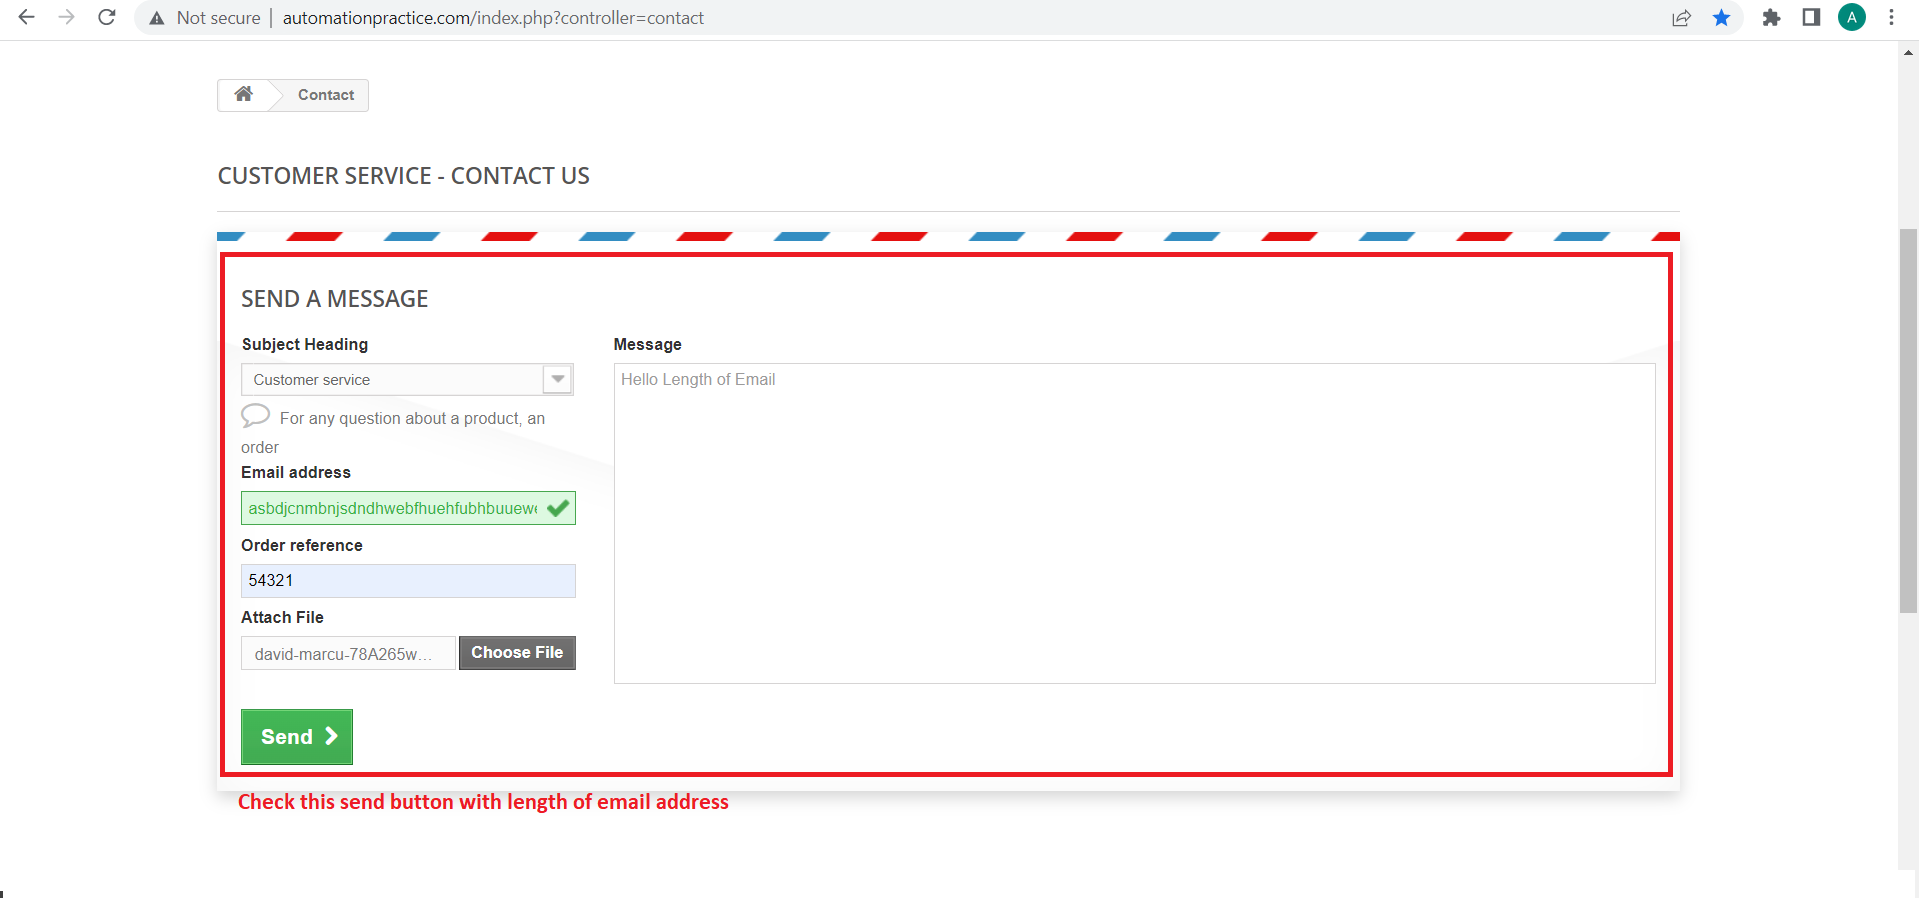 Not secure | automationpractice.com/index.php?controller=contact
A
Contact
CUSTOMER SERVICE - CONTACT US
SEND A MESSAGE
Subject Heading
Customer service
For any question about a product, an
order
Email address
asbdjcnmbnjsdndhwebfhuehfubhbuuewe
Order reference
54321
Attach File
david-marcu-78A265w...
Choose File
Message
Hello Length of Email
Send
Check this send button with length of email address